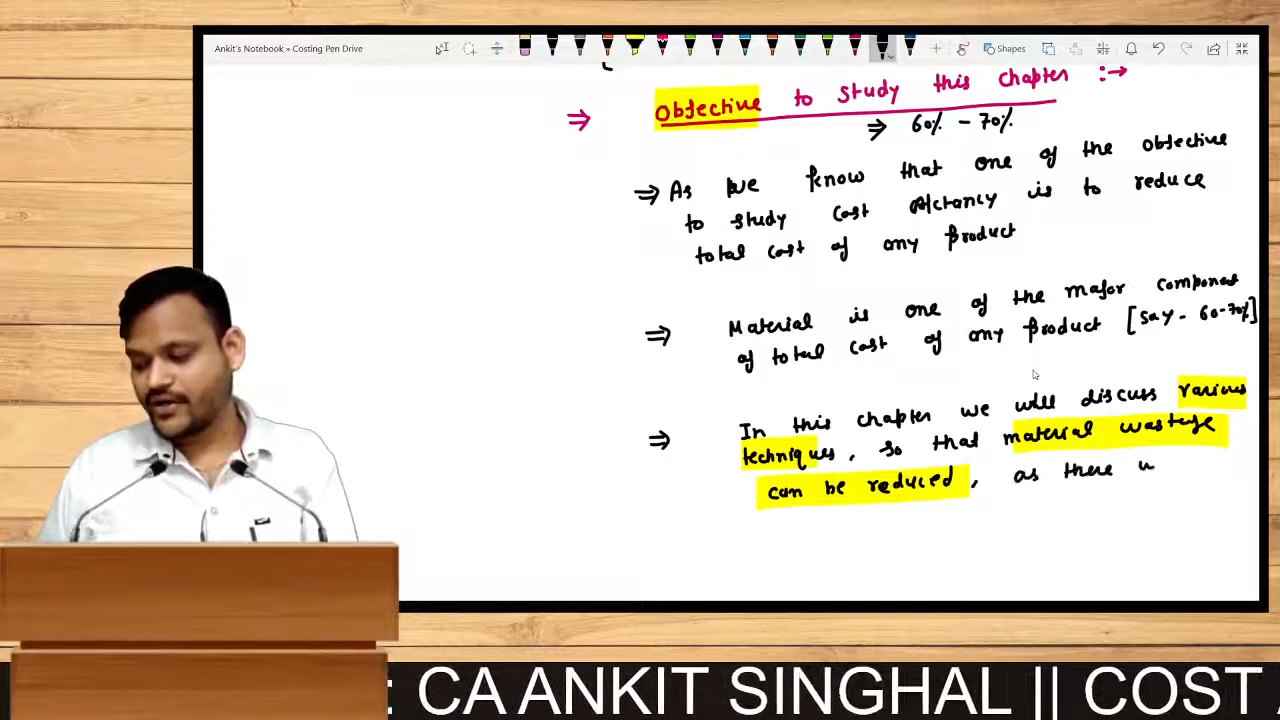 Ankit's Notebook » Costing Pen Drive
Shapes
⇒ Objective to study this chapter :→
⇒ 60% - 70%
⇒ As we know that one of the objective
to study cost
is to reduce
total cost of any product
⇒ Material is one of the major component
of total cost of any product [say - 60-70%]
⇒ In this chapter we will discuss various
techniques, so that material wastage
can be reduced, as there
: CA ANKIT SINGHAL || COST